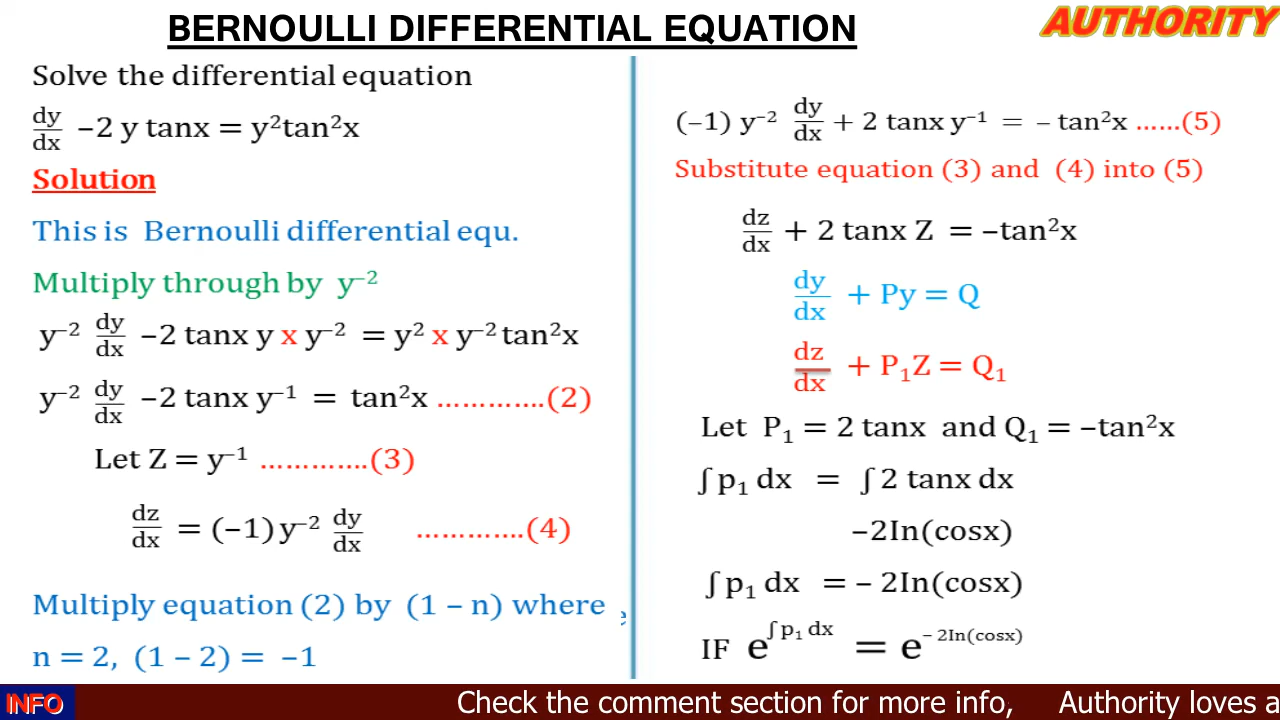 BERNOULLI DIFFERENTIAL EQUATION
AUTHORITY
Solve the differential equation
dy/dx –2 y tanx = y²tan²x
Solution
This is Bernoulli differential equ.
Multiply through by y⁻²
y⁻² dy/dx –2 tanx y x y⁻² = y² x y⁻² tan²x
y⁻² dy/dx –2 tanx y⁻¹ = tan²x ………….(2)
Let Z = y⁻¹ ………….(3)
dz/dx = (–1) y⁻² dy/dx ………….(4)
Multiply equation (2) by (1 – n) where
e
n = 2, (1 – 2) = –1
(–1) y⁻² dy/dx + 2 tanx y⁻¹ = – tan²x ……(5)
Substitute equation (3) and (4) into (5)
dz/dx + 2 tanx Z = –tan²x
dy/dx + Py = Q
dz/dx + P₁Z = Q₁
Let P₁ = 2 tanx and Q₁ = –tan²x
∫ p₁ dx = ∫ 2 tanx dx
–2In(cosx)
∫ p₁ dx = – 2In(cosx)
IF e^∫ p₁ dx = e^– 2In(cosx)
INFO
Check the comment section for more info, Authority loves a